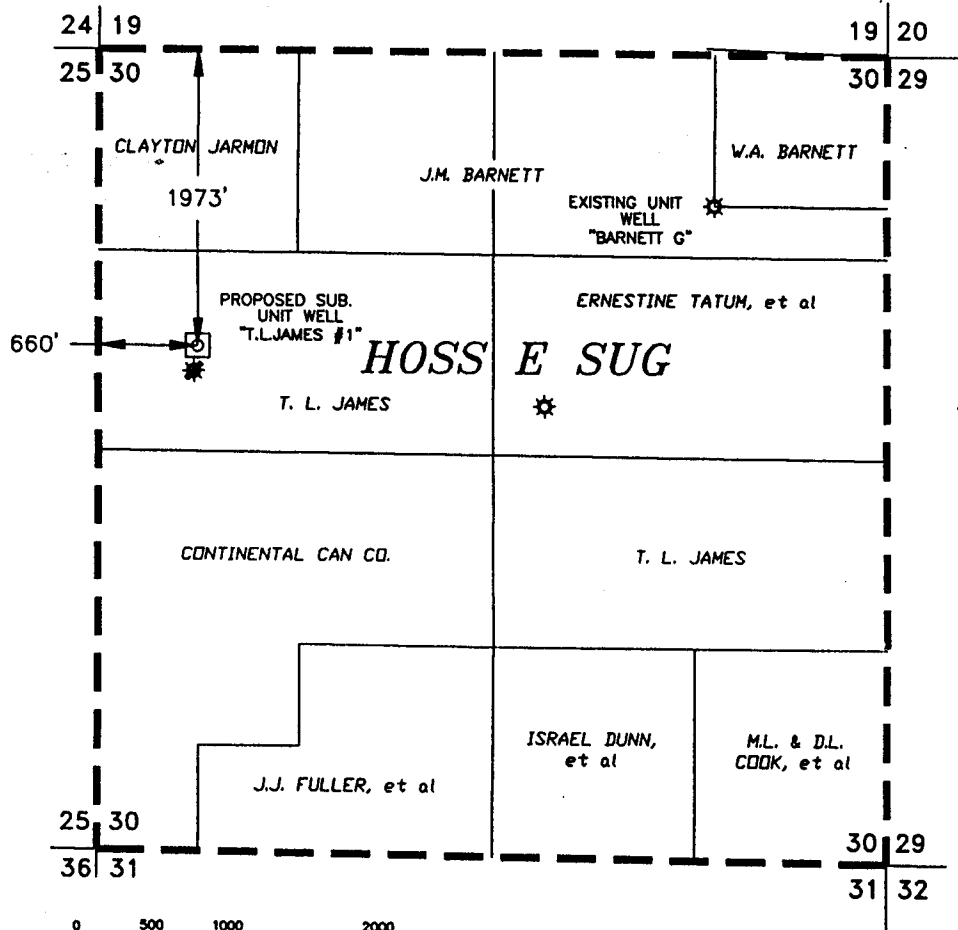 24 19
19 20
25 30
30 29
CLAYTON JARMON
J.M. BARNETT
W.A. BARNETT
1973'
EXISTING UNIT
WELL
"BARNETT G"
PROPOSED SUB.
UNIT WELL
"T.L.JAMES #1"
ERNESTINE TATUM, et al
660'
HOSS E SUG
T. L. JAMES
CONTINENTAL CAN CO.
T. L. JAMES
ISRAEL DUNN,
et al
M.L. & D.L.
COOK, et al
J.J. FULLER, et al
25 30
30 29
36 31
31 32
0 500 1000 2000